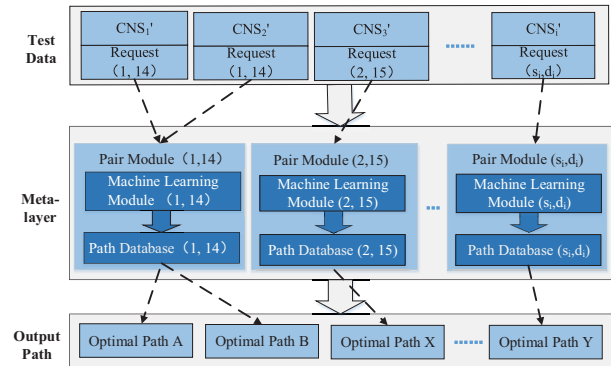 Test
Data
CNS1' CNS2' CNS3' CNSi'
Request Request Request Request
(1, 14) (1, 14) (2, 15) (si,di)
Meta-
layer
Pair Module (1,14) Pair Module (2,15) Pair Module (si,di)
Machine Learning Machine Learning Machine Learning
Module (1, 14) Module (2, 15) Module (si,di)
Path Database (1, 14) Path Database (2, 15) Path Database (si,di)
Output
Path
Optimal Path A Optimal Path B Optimal Path X Optimal Path Y